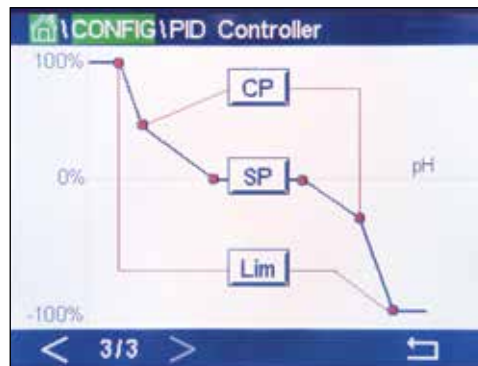 \CONFIG\PID Controller
100%
CP
0%
SP
pH
Lim
-100%
< 3/3 >